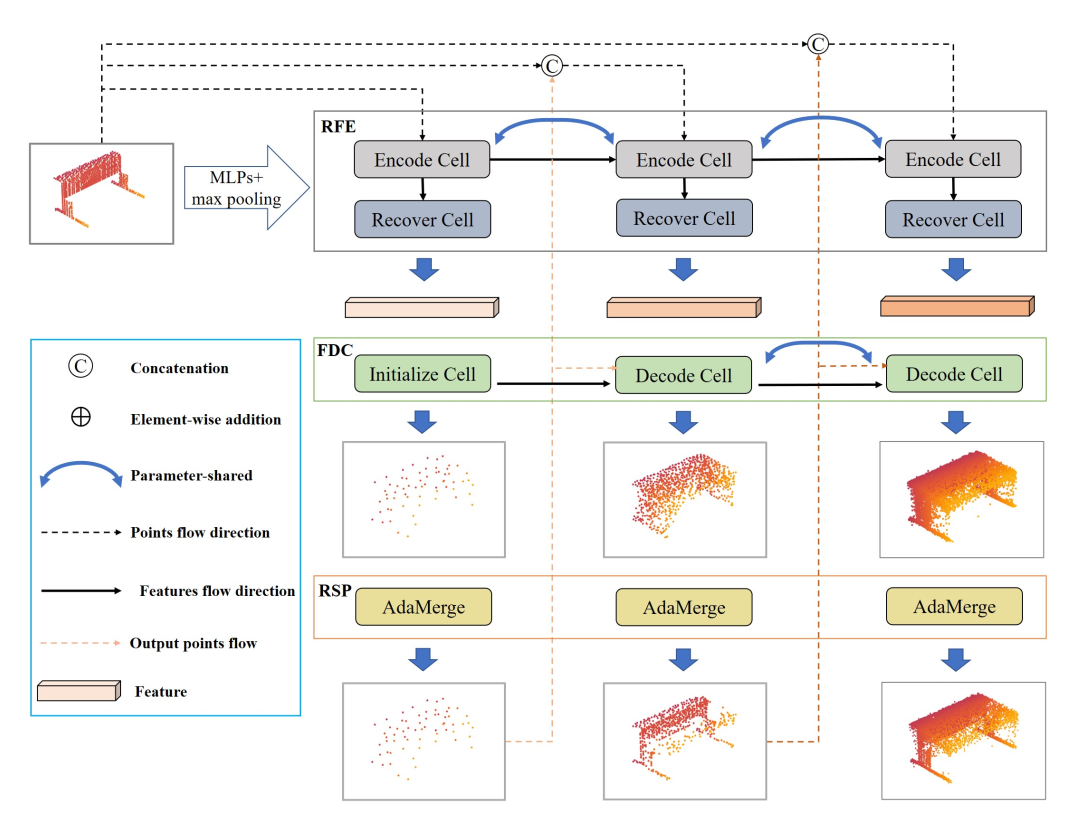 C
C
RFE
Encode Cell
Encode Cell
Encode Cell
MLPs+
max pooling
Recover Cell
Recover Cell
Recover Cell
FDC
Initialize Cell
Decode Cell
Decode Cell
C
Concatenation
Element-wise addition
Parameter-shared
Points flow direction
Features flow direction
Output points flow
Feature
RSP
AdaMerge
AdaMerge
AdaMerge